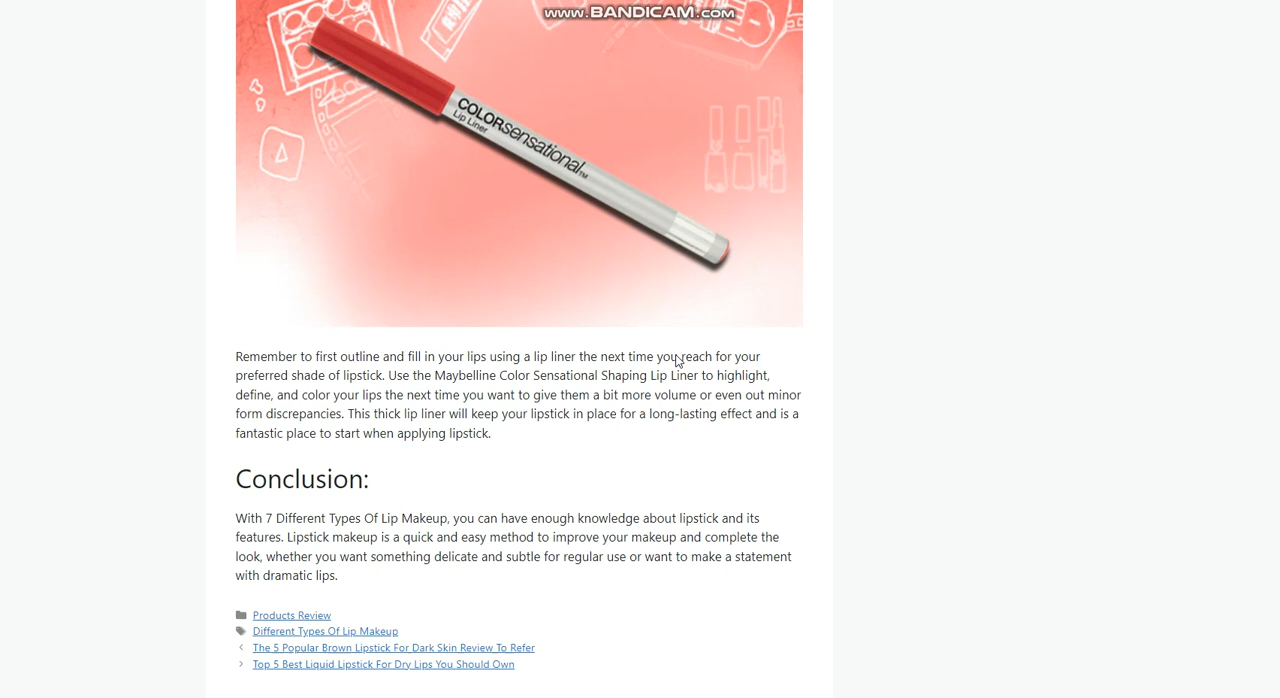 www.BANDICAM.com
COLORsensational™
Lip Liner
Remember to first outline and fill in your lips using a lip liner the next time you reach for your
preferred shade of lipstick. Use the Maybelline Color Sensational Shaping Lip Liner to highlight,
define, and color your lips the next time you want to give them a bit more volume or even out minor
form discrepancies. This thick lip liner will keep your lipstick in place for a long-lasting effect and is a
fantastic place to start when applying lipstick.
Conclusion:
With 7 Different Types Of Lip Makeup, you can have enough knowledge about lipstick and its
features. Lipstick makeup is a quick and easy method to improve your makeup and complete the
look, whether you want something delicate and subtle for regular use or want to make a statement
with dramatic lips.
Products Review
Different Types Of Lip Makeup
The 5 Popular Brown Lipstick For Dark Skin Review To Refer
Top 5 Best Liquid Lipstick For Dry Lips You Should Own